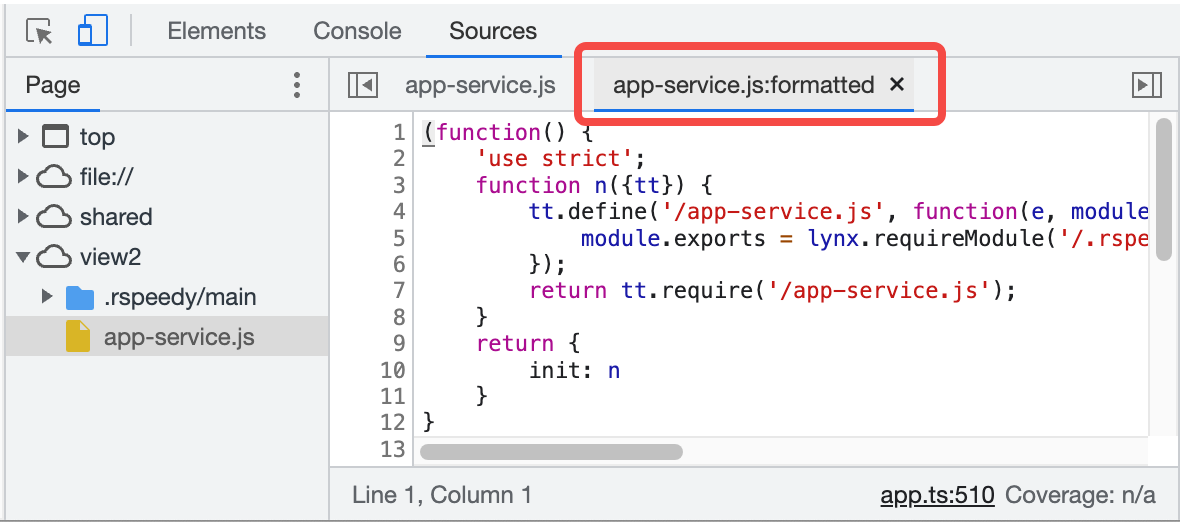 Elements Console Sources
Page
app-service.js app-service.js:formatted ×
top
file://
shared
view2
.rspeedy/main
app-service.js
1 (function() {
2     'use strict';
3     function n({tt}) {
4         tt.define('/app-service.js', function(e, module
5             module.exports = lynx.requireModule('/.rspe
6         });
7         return tt.require('/app-service.js');
8     }
9     return {
10         init: n
11     }
12 }
13
Line 1, Column 1 app.ts:510 Coverage: n/a